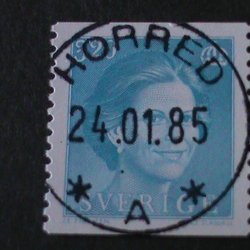 HORRED
24.01.85
SVERIGE
* A *